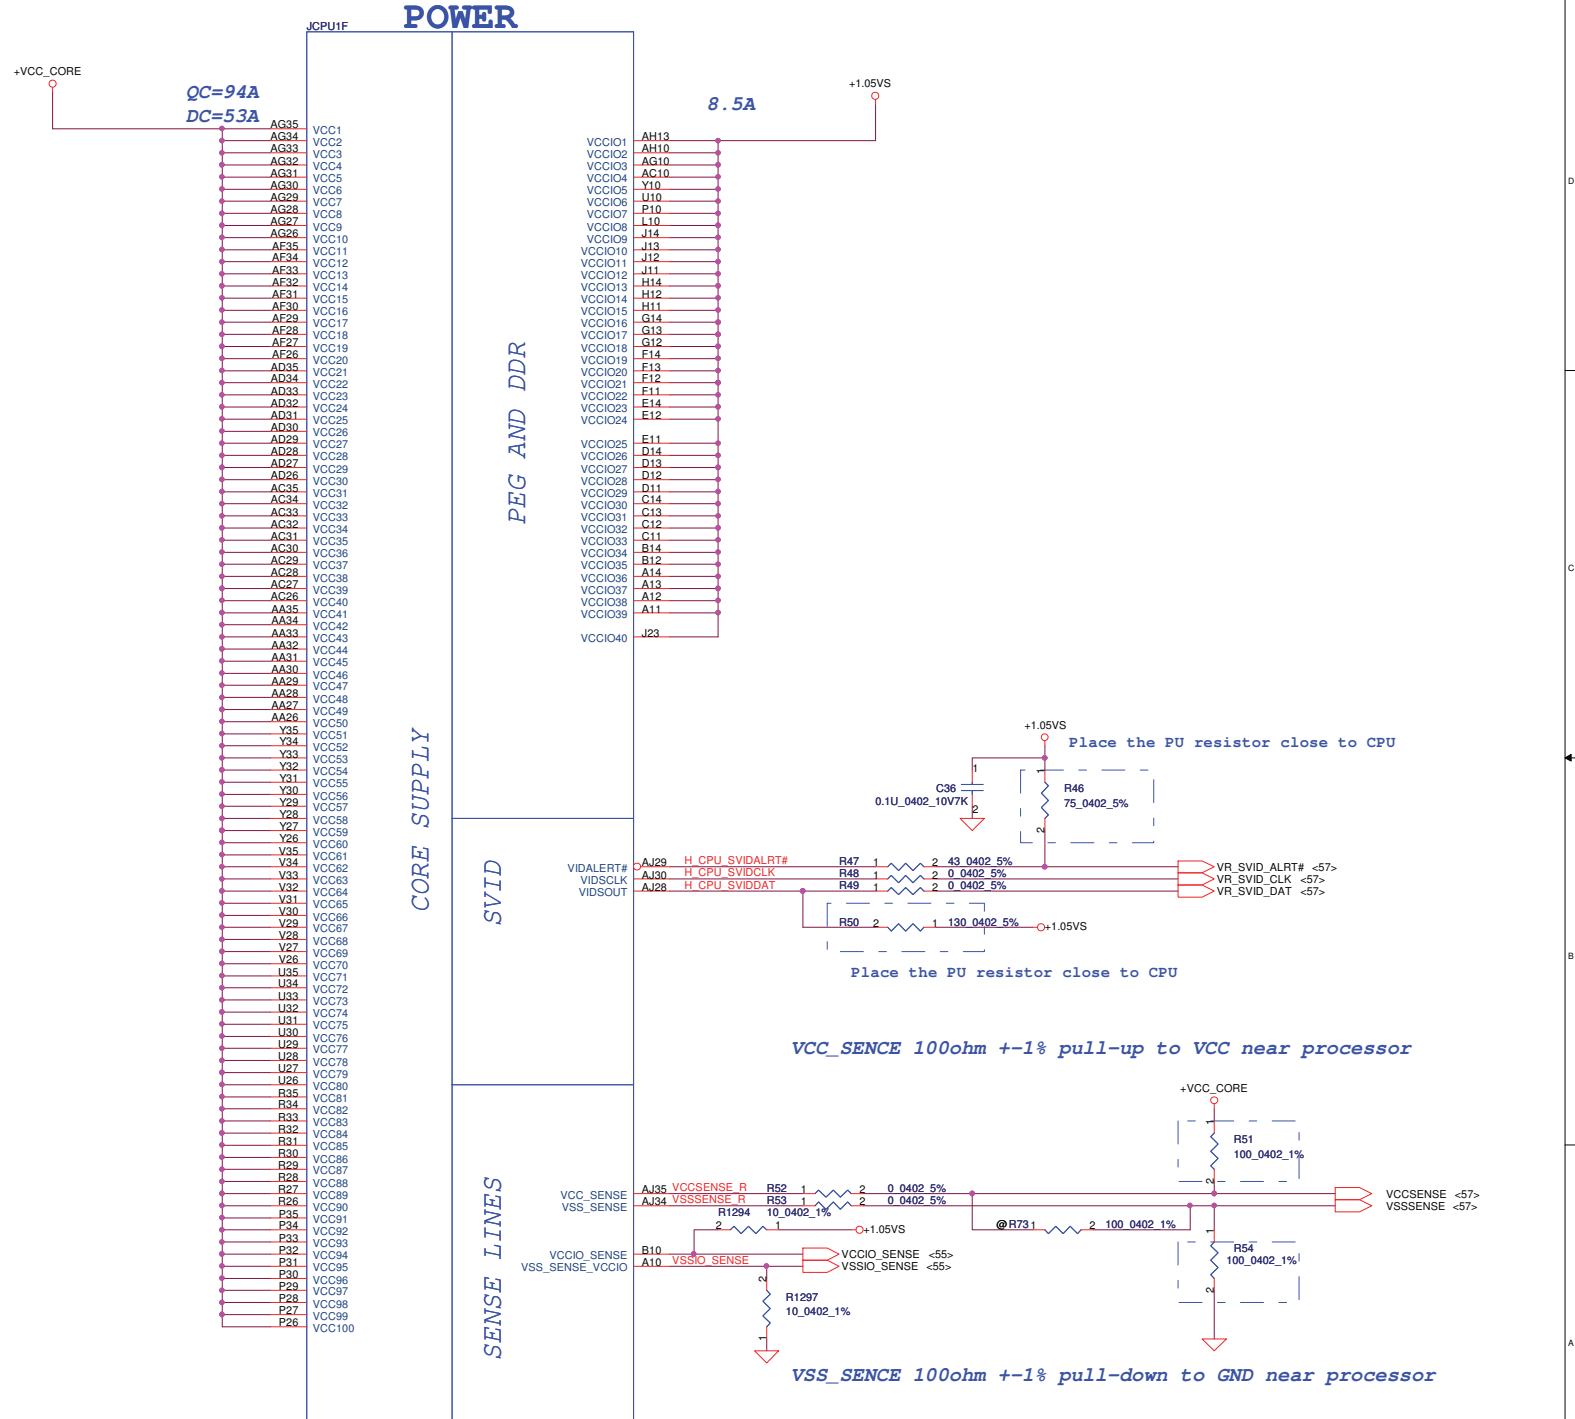 POWER
JCPU1F
+VCC_CORE
QC=94A
DC=53A
8.5A
+1.05VS
AG35 VCC1
AG34 VCC2
AG33 VCC3
AG32 VCC4
AG31 VCC5
AG30 VCC6
AG29 VCC7
AG28 VCC8
AG27 VCC9
AG26 VCC10
AF35 VCC11
AF34 VCC12
AF33 VCC13
AF32 VCC14
AF31 VCC15
AF30 VCC16
AF29 VCC17
AF28 VCC18
AF27 VCC19
AF26 VCC20
AD35 VCC21
AD34 VCC22
AD33 VCC23
AD32 VCC24
AD31 VCC25
AD30 VCC26
AD29 VCC27
AD28 VCC28
AD27 VCC29
AD26 VCC30
AC35 VCC31
AC34 VCC32
AC33 VCC33
AC32 VCC34
AC31 VCC35
AC30 VCC36
AC29 VCC37
AC28 VCC38
AC27 VCC39
AC26 VCC40
AA35 VCC41
AA34 VCC42
AA33 VCC43
AA32 VCC44
AA31 VCC45
AA30 VCC46
AA29 VCC47
AA28 VCC48
AA27 VCC49
AA26 VCC50
Y35 VCC51
Y34 VCC52
Y33 VCC53
Y32 VCC54
Y31 VCC55
Y30 VCC56
Y29 VCC57
Y28 VCC58
Y27 VCC59
Y26 VCC60
V35 VCC61
V34 VCC62
V33 VCC63
V32 VCC64
V31 VCC65
V30 VCC66
V29 VCC67
V28 VCC68
V27 VCC69
V26 VCC70
U35 VCC71
U34 VCC72
U33 VCC73
U32 VCC74
U31 VCC75
U30 VCC76
U29 VCC77
U28 VCC78
U27 VCC79
U26 VCC80
R35 VCC81
R34 VCC82
R33 VCC83
R32 VCC84
R31 VCC85
R30 VCC86
R29 VCC87
R28 VCC88
R27 VCC89
R26 VCC90
P35 VCC91
P34 VCC92
P33 VCC93
P32 VCC94
P31 VCC95
P30 VCC96
P29 VCC97
P28 VCC98
P27 VCC99
P26 VCC100
CORE SUPPLY
PEG AND DDR
VCCIO1 AH13
VCCIO2 AH10
VCCIO3 AG10
VCCIO4 AC10
VCCIO5 Y10
VCCIO6 U10
VCCIO7 P10
VCCIO8 L10
VCCIO9 J14
VCCIO10 J13
VCCIO11 J12
VCCIO12 J11
VCCIO13 H14
VCCIO14 H12
VCCIO15 H11
VCCIO16 G14
VCCIO17 G13
VCCIO18 G12
VCCIO19 F14
VCCIO20 F13
VCCIO21 F12
VCCIO22 F11
VCCIO23 E14
VCCIO24 E12
VCCIO25 E11
VCCIO26 D14
VCCIO27 D13
VCCIO28 D12
VCCIO29 D11
VCCIO30 C14
VCCIO31 C13
VCCIO32 C12
VCCIO33 C11
VCCIO34 B14
VCCIO35 B12
VCCIO36 A14
VCCIO37 A13
VCCIO38 A12
VCCIO39 A11
VCCIO40 J23
SVID
+1.05VS
Place the PU resistor close to CPU
1
C36
0.1U_0402_10V7K
2
1
R46
75_0402_5%
2
VIDALERT# AJ29 H_CPU_SVIDALRT# R47 1 2 43_0402_5% VR_SVID_ALRT# <57>
VIDSCLK AJ30 H_CPU_SVIDCLK R48 1 2 0_0402_5% VR_SVID_CLK <57>
VIDSOUT AJ28 H_CPU_SVIDDAT R49 1 2 0_0402_5% VR_SVID_DAT <57>
R50 2 1 130_0402_5% +1.05VS
Place the PU resistor close to CPU
VCC_SENCE 100ohm +-1% pull-up to VCC near processor
SENSE LINES
+VCC_CORE
1
R51
100_0402_1%
2
VCC_SENSE AJ35 VCCSENSE_R R52 1 2 0_0402_5% VCCSENSE <57>
VSS_SENSE AJ34 VSSSENSE_R R53 1 2 0_0402_5% VSSSENSE <57>
R1294 10_0402_1%
2 1 +1.05VS
@R73 1 2 100_0402_1%
VCCIO_SENSE B10 VCCIO_SENSE <55>
VSS_SENSE_VCCIO A10 VSSIO_SENSE VSSIO_SENSE <55>
1
R54
100_0402_1%
2
2
R1297
10_0402_1%
1
VSS_SENCE 100ohm +-1% pull-down to GND near processor
D
C
B
A